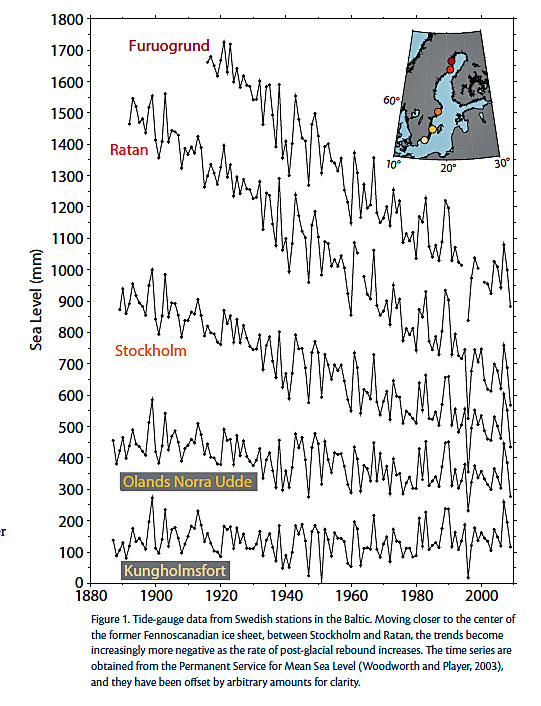 1800
1700
1600
1500
1400
1300
1200
1100
1000
900
800
700
600
500
400
300
200
100
0
Sea Level (mm)
Furuogrund
Ratan
Stockholm
Olands Norra Udde
Kungholmsfort
60°
10°
20°
30°
1880
1900
1920
1940
1960
1980
2000
er
Figure 1. Tide-gauge data from Swedish stations in the Baltic. Moving closer to the center of
the former Fennoscandian ice sheet, between Stockholm and Ratan, the trends become
increasingly more negative as the rate of post-glacial rebound increases. The time series are
obtained from the Permanent Service for Mean Sea Level (Woodworth and Player, 2003),
and they have been offset by arbitrary amounts for clarity.